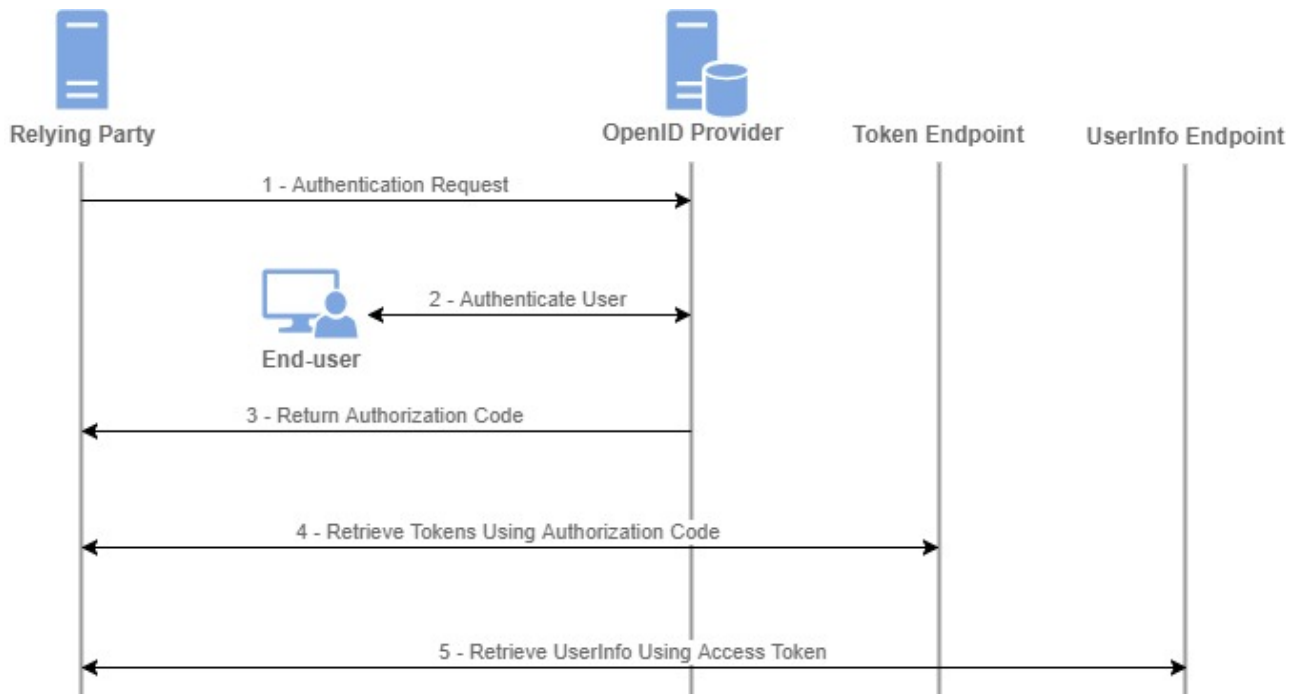 Relying Party
OpenID Provider
Token Endpoint
UserInfo Endpoint
1 - Authentication Request
2 - Authenticate User
End-user
3 - Return Authorization Code
4 - Retrieve Tokens Using Authorization Code
5 - Retrieve UserInfo Using Access Token